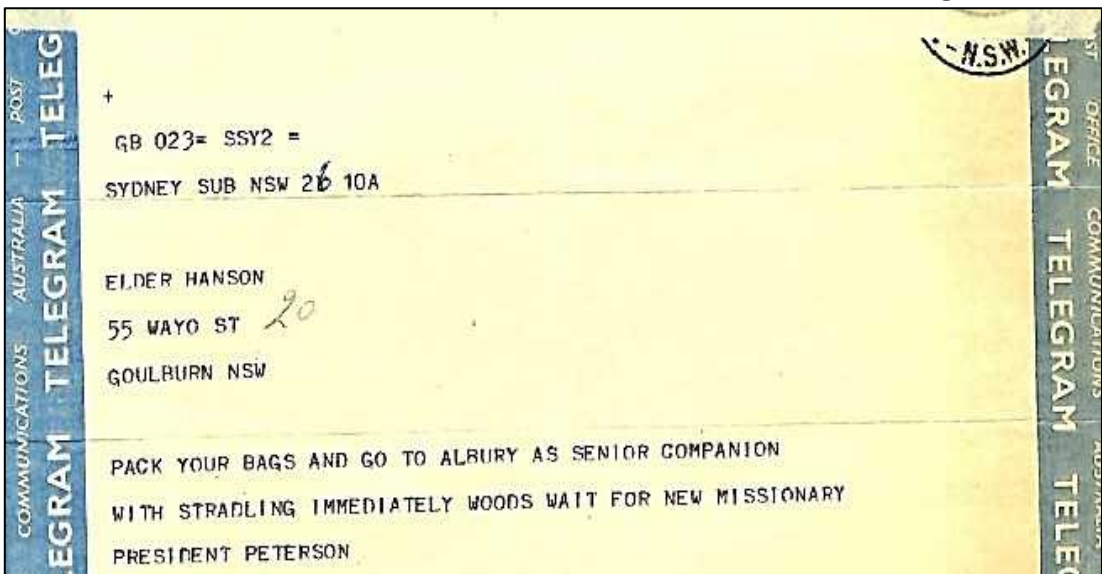 - N.S.W.
+
GB 023= SSY2 =
SYDNEY SUB NSW 26 10A
ELDER HANSON
55 WAYO ST 20
GOULBURN NSW
PACK YOUR BAGS AND GO TO ALBURY AS SENIOR COMPANION
WITH STRADLING IMMEDIATELY WOODS WAIT FOR NEW MISSIONARY
PRESIDENT PETERSON
COMMUNICATIONS AUSTRALIA - POST
EGRAM TELEGRAM TELEG
LEGRAM TELEGRAM TELEG
OFFICE COMMUNICATIONS AUSTRALIA